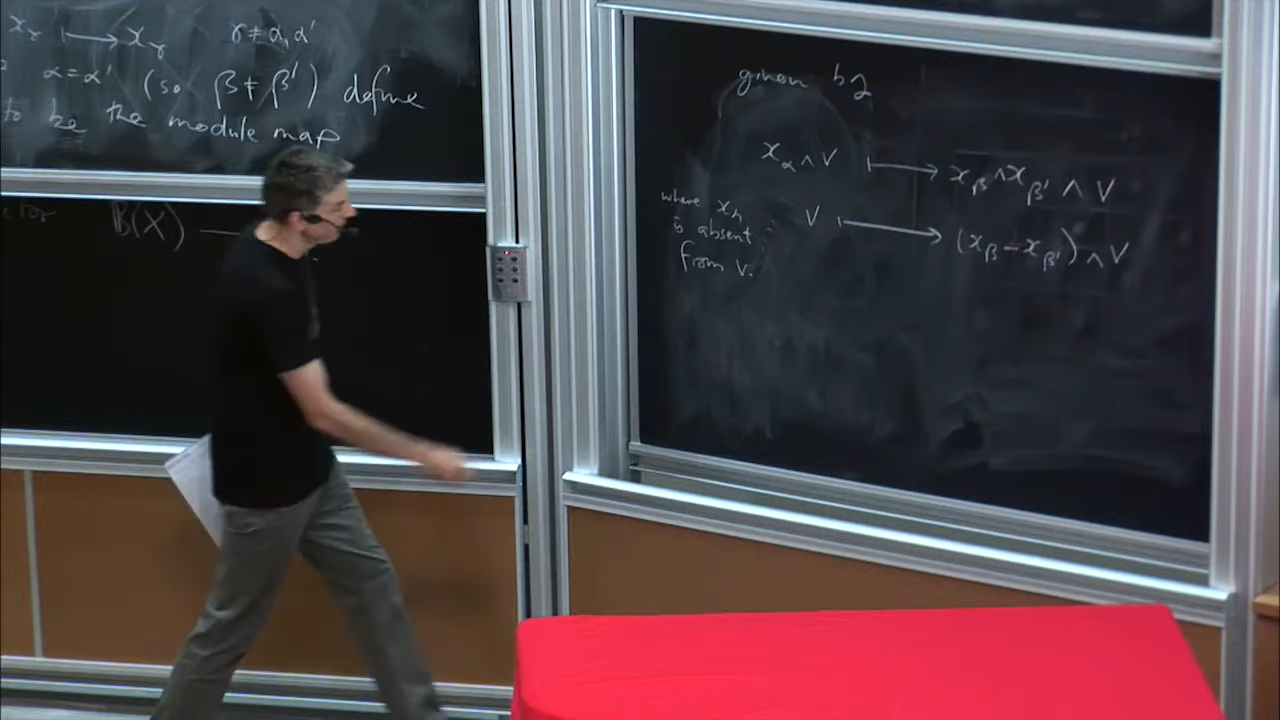 x_γ ↦ x_γ γ ≠ α, α'
α = α' (so β ≠ β') define
to be the module map
B(X) —
given by
x_α ∧ V ↦ x_β ∧ x_β' ∧ V
where x_α is absent from V.
V ↦ (x_β − x_β') ∧ V